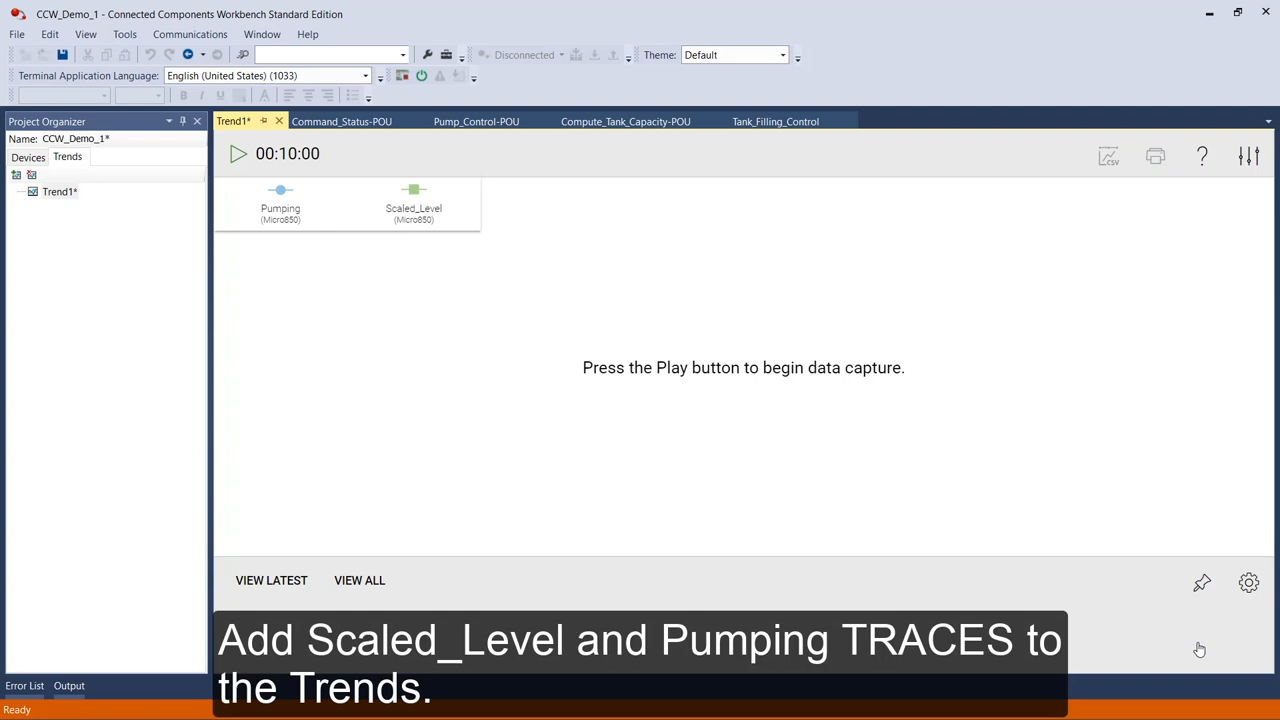 CCW_Demo_1 - Connected Components Workbench Standard Edition
File Edit View Tools Communications Window Help
Disconnected Theme: Default
Terminal Application Language: English (United States) (1033)
Project Organizer
Name: CCW_Demo_1*
Devices Trends
Trend1*
Trend1* Command_Status-POU Pump_Control-POU Compute_Tank_Capacity-POU Tank_Filling_Control
00:10:00
CSV ?
Pumping
(Micro850)
Scaled_Level
(Micro850)
Press the Play button to begin data capture.
VIEW LATEST VIEW ALL
Add Scaled_Level and Pumping TRACES to
the Trends.
Error List Output
Ready